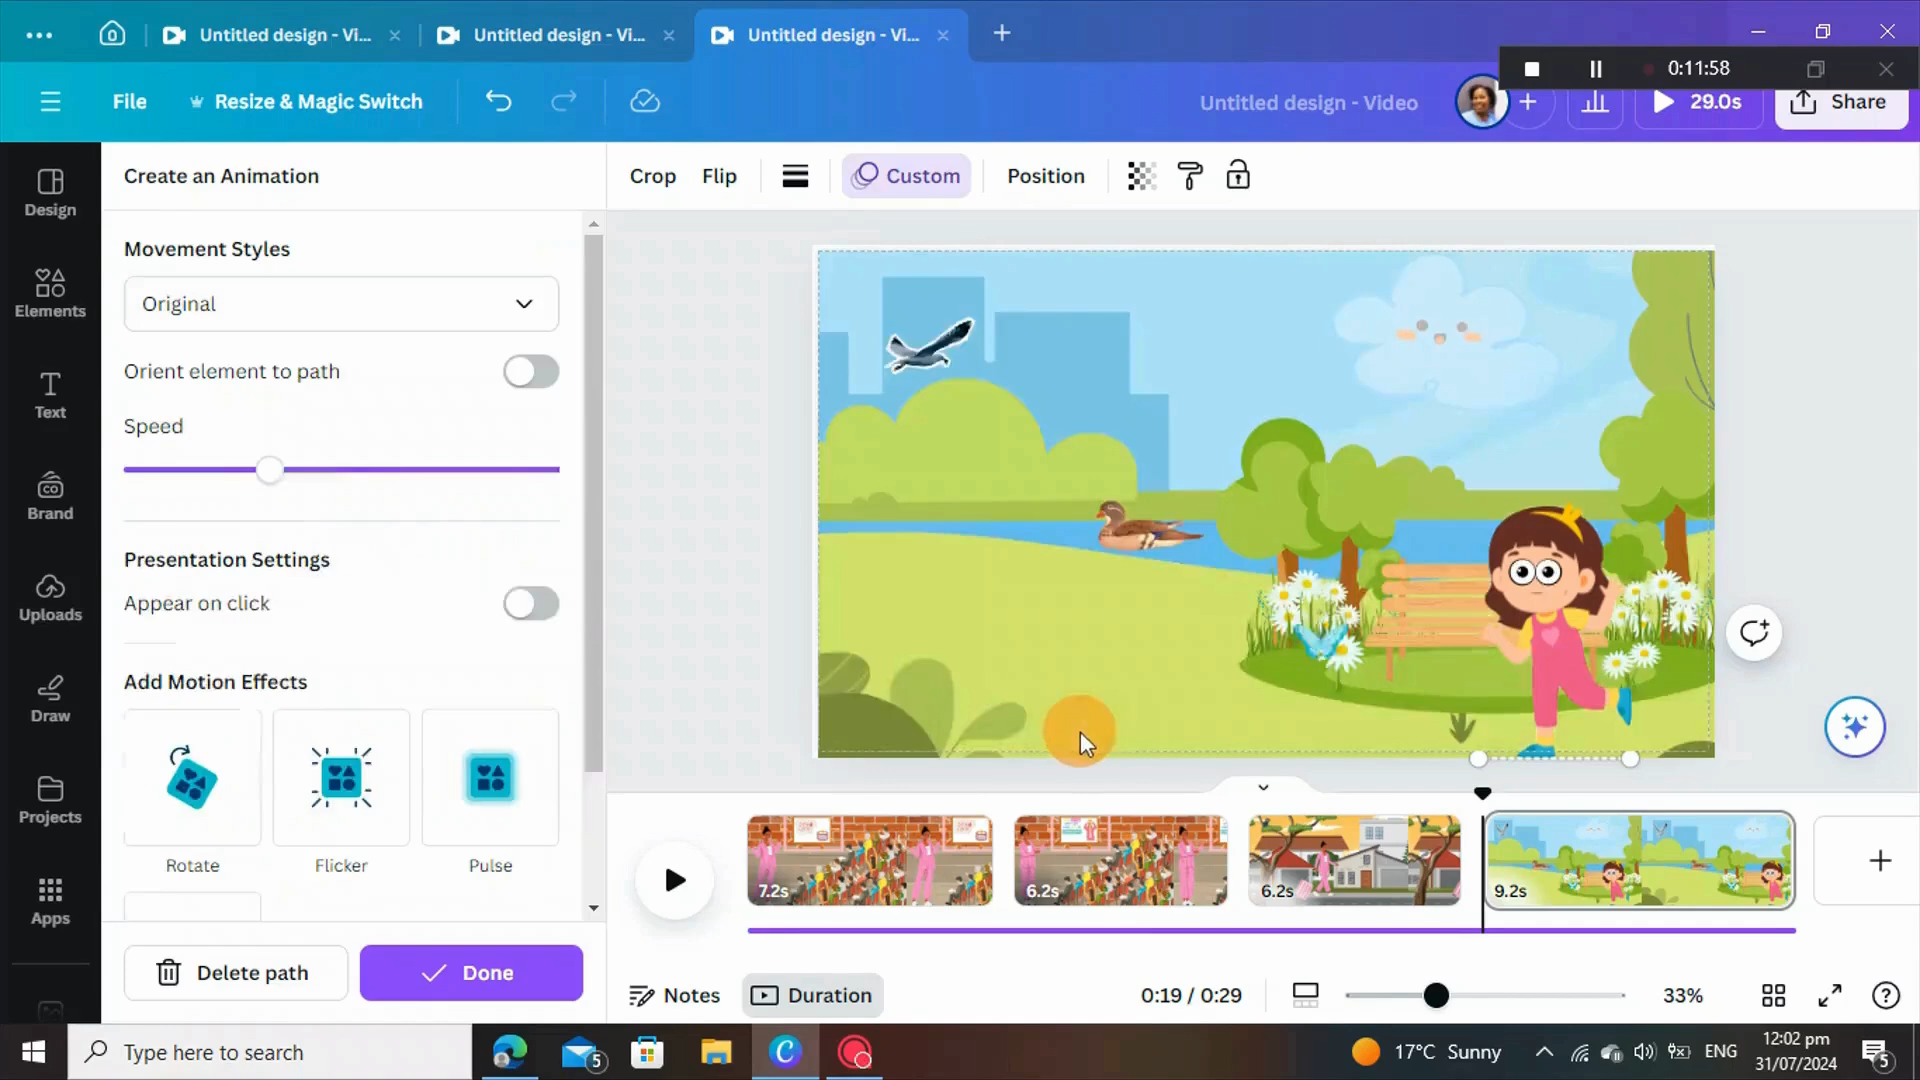 Untitled design - Vi...
Untitled design - Vi...
Untitled design - Vi...
0:11:58
File
Resize & Magic Switch
Untitled design - Video
29.0s
Share
Design
Elements
Text
Brand
Uploads
Draw
Projects
Apps
Create an Animation
Movement Styles
Original
Orient element to path
Speed
Presentation Settings
Appear on click
Add Motion Effects
Rotate
Flicker
Pulse
Delete path
Done
Crop
Flip
Custom
Position
7.2s
6.2s
6.2s
9.2s
Notes
Duration
0:19 / 0:29
33%
Type here to search
5
17°C Sunny
ENG
12:02 pm
31/07/2024
5